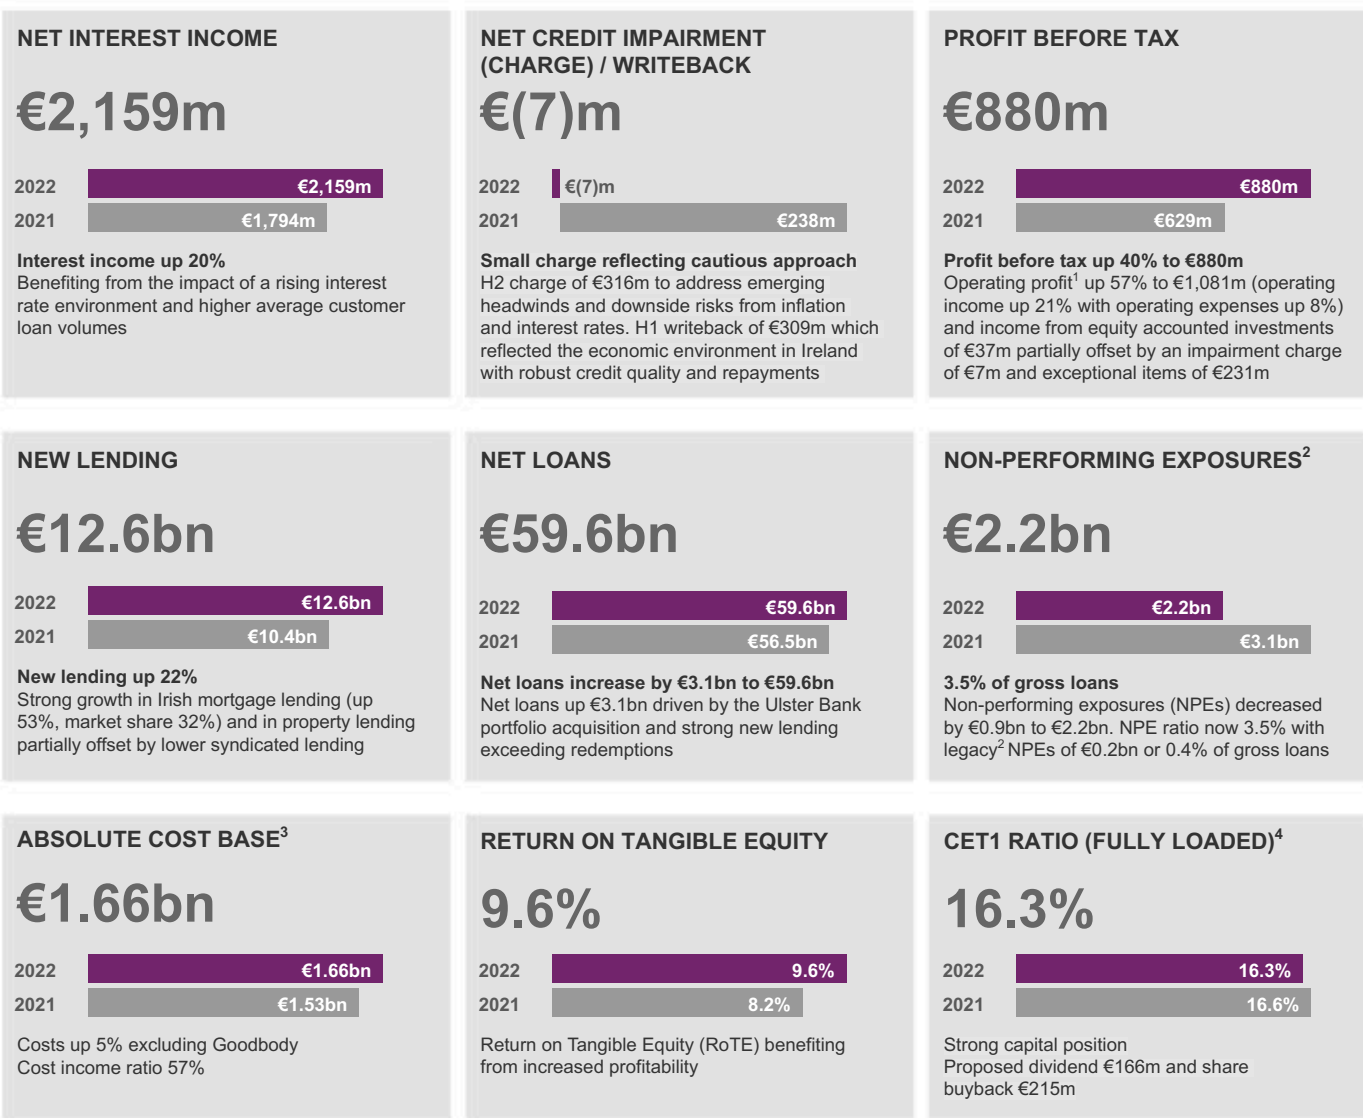 NET INTEREST INCOME
€2,159m
2022 €2,159m
2021 €1,794m
Interest income up 20%
Benefiting from the impact of a rising interest
rate environment and higher average customer
loan volumes
NET CREDIT IMPAIRMENT
(CHARGE) / WRITEBACK
€(7)m
2022 €(7)m
2021 €238m
Small charge reflecting cautious approach
H2 charge of €316m to address emerging
headwinds and downside risks from inflation
and interest rates. H1 writeback of €309m which
reflected the economic environment in Ireland
with robust credit quality and repayments
PROFIT BEFORE TAX
€880m
2022 €880m
2021 €629m
Profit before tax up 40% to €880m
Operating profit¹ up 57% to €1,081m (operating
income up 21% with operating expenses up 8%)
and income from equity accounted investments
of €37m partially offset by an impairment charge
of €7m and exceptional items of €231m
NEW LENDING
€12.6bn
2022 €12.6bn
2021 €10.4bn
New lending up 22%
Strong growth in Irish mortgage lending (up
53%, market share 32%) and in property lending
partially offset by lower syndicated lending
NET LOANS
€59.6bn
2022 €59.6bn
2021 €56.5bn
Net loans increase by €3.1bn to €59.6bn
Net loans up €3.1bn driven by the Ulster Bank
portfolio acquisition and strong new lending
exceeding redemptions
NON-PERFORMING EXPOSURES²
€2.2bn
2022 €2.2bn
2021 €3.1bn
3.5% of gross loans
Non-performing exposures (NPEs) decreased
by €0.9bn to €2.2bn. NPE ratio now 3.5% with
legacy² NPEs of €0.2bn or 0.4% of gross loans
ABSOLUTE COST BASE³
€1.66bn
2022 €1.66bn
2021 €1.53bn
Costs up 5% excluding Goodbody
Cost income ratio 57%
RETURN ON TANGIBLE EQUITY
9.6%
2022 9.6%
2021 8.2%
Return on Tangible Equity (RoTE) benefiting
from increased profitability
CET1 RATIO (FULLY LOADED)⁴
16.3%
2022 16.3%
2021 16.6%
Strong capital position
Proposed dividend €166m and share
buyback €215m